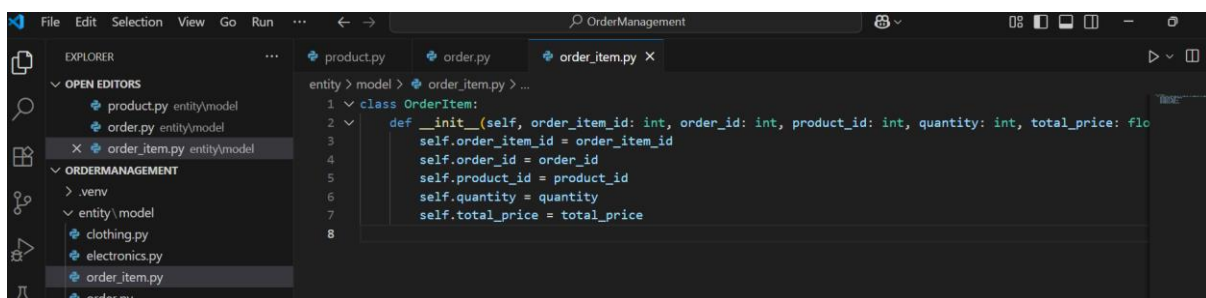 File Edit Selection View Go Run ··· OrderManagement
EXPLORER ···
OPEN EDITORS
product.py entity\model
order.py entity\model
order_item.py entity\model
ORDERMANAGEMENT
.venv
entity\model
clothing.py
electronics.py
order_item.py
order.py
product.py order.py order_item.py
entity > model > order_item.py > ...
1 class OrderItem:
2 def __init__(self, order_item_id: int, order_id: int, product_id: int, quantity: int, total_price: flo
3 self.order_item_id = order_item_id
4 self.order_id = order_id
5 self.product_id = product_id
6 self.quantity = quantity
7 self.total_price = total_price
8